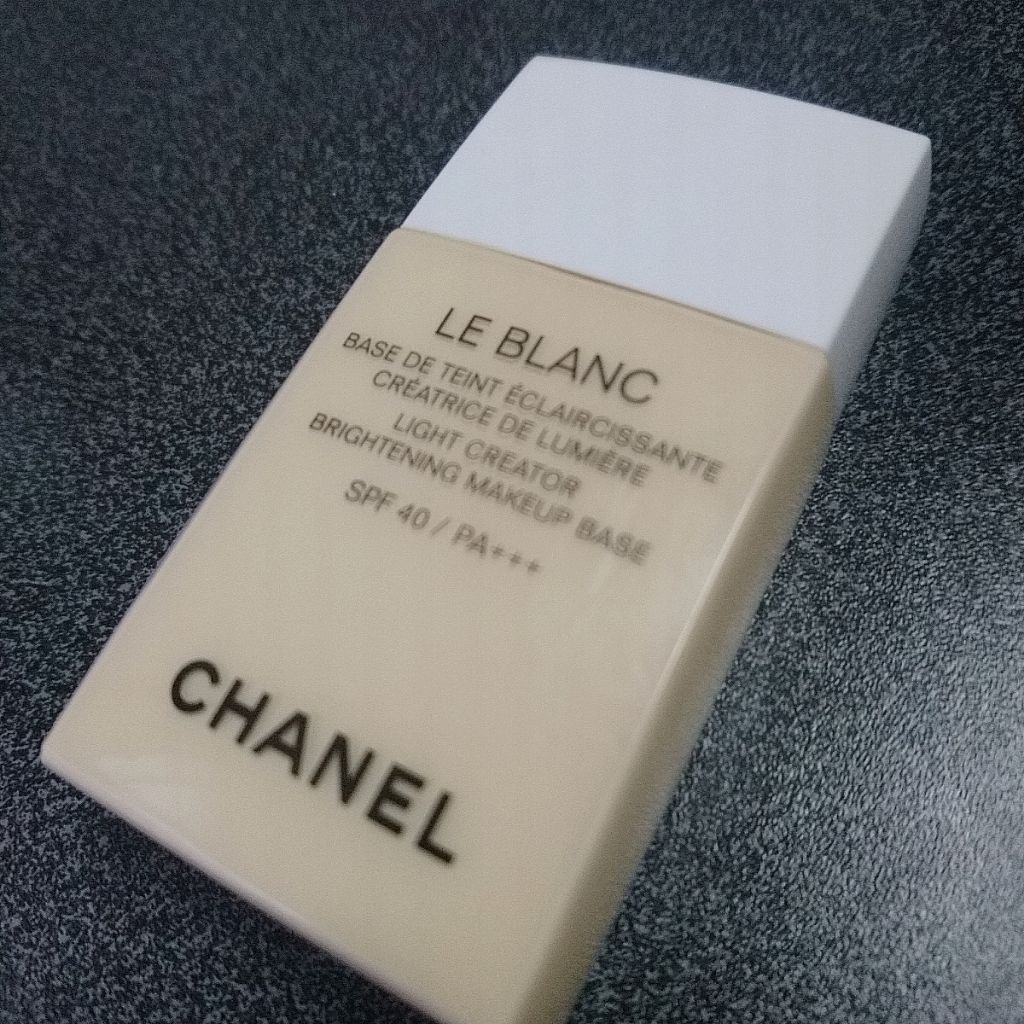 LE BLANC
BASE DE TEINT ÉCLAIRCISSANTE
CRÉATRICE DE LUMIÈRE
LIGHT CREATOR
BRIGHTENING MAKEUP BASE
SPF 40 / PA+++
CHANEL